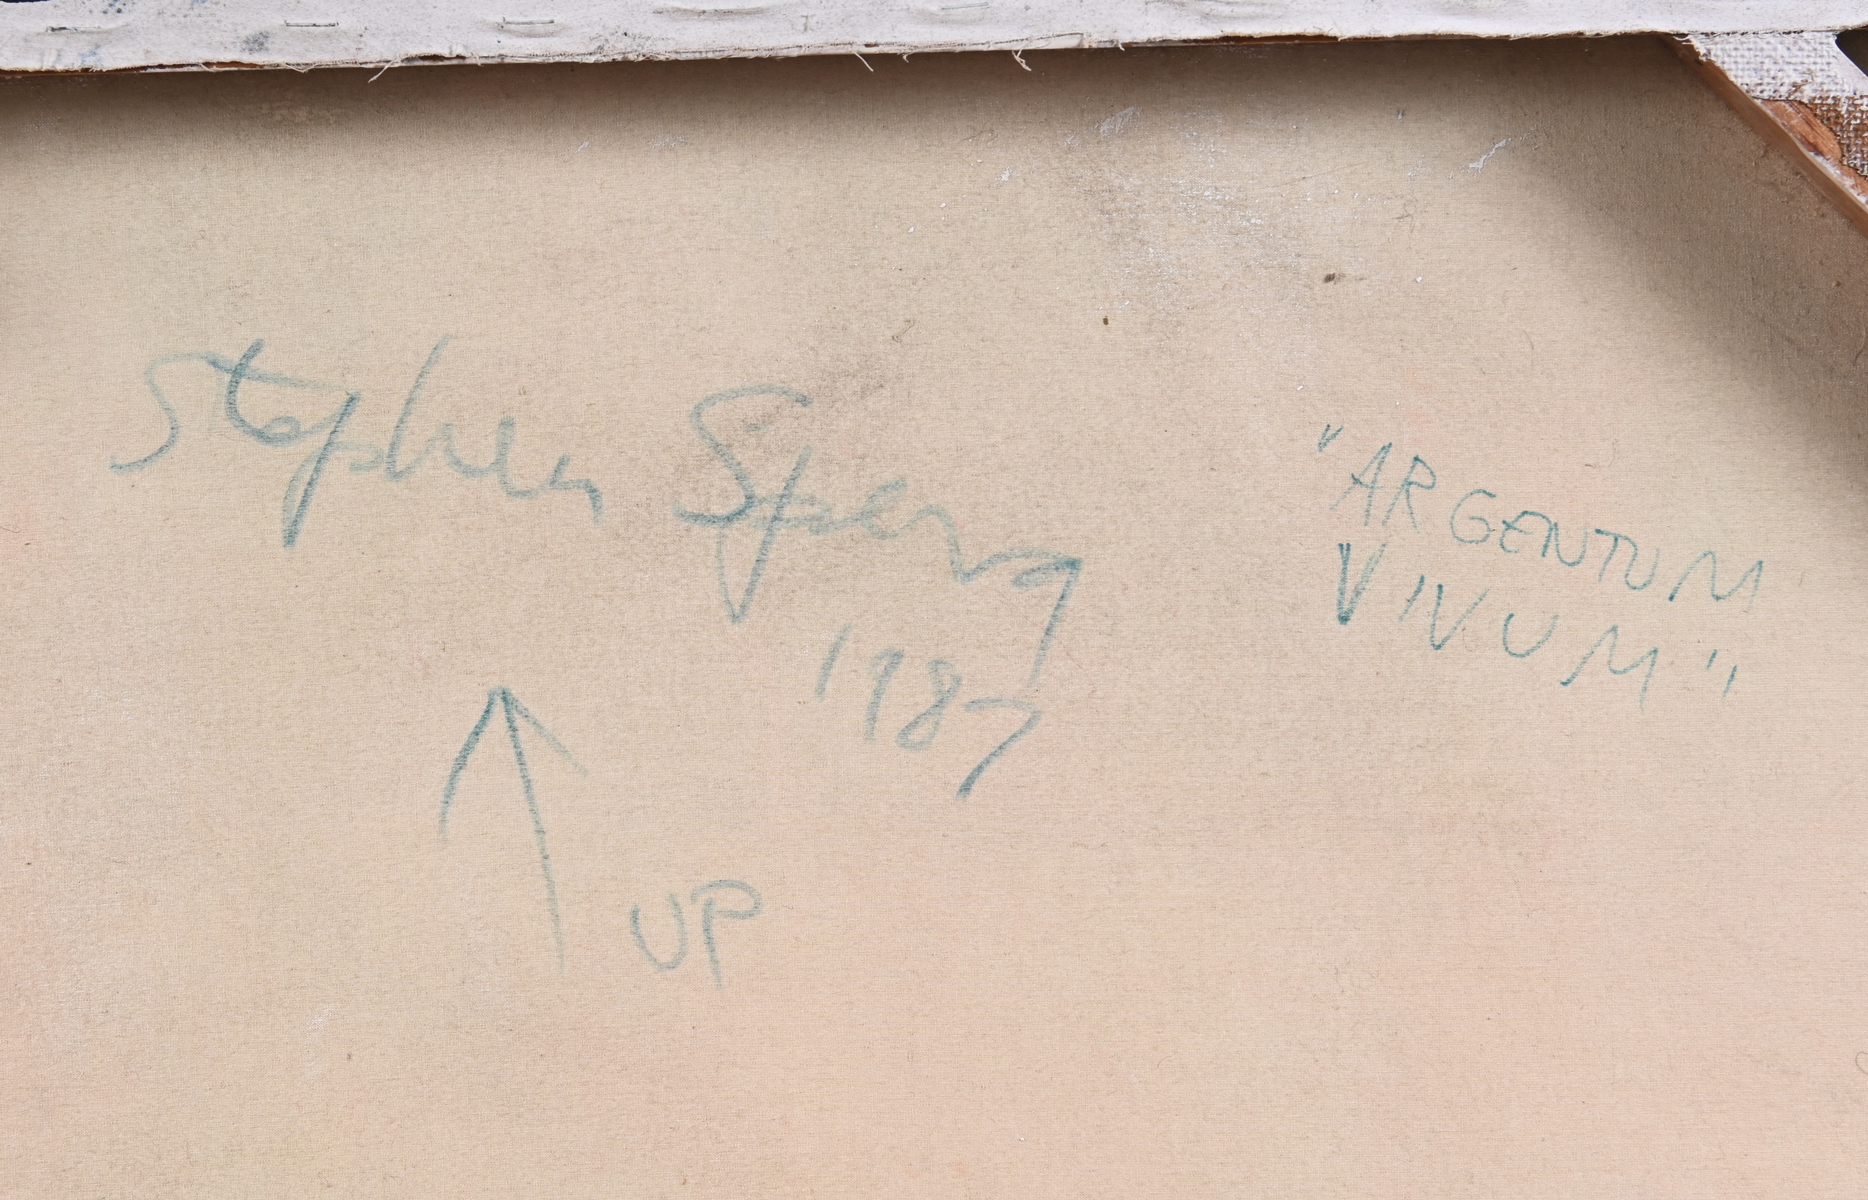 Stephen Sperry
1987
"ARGENTUM
VIVUM"
UP